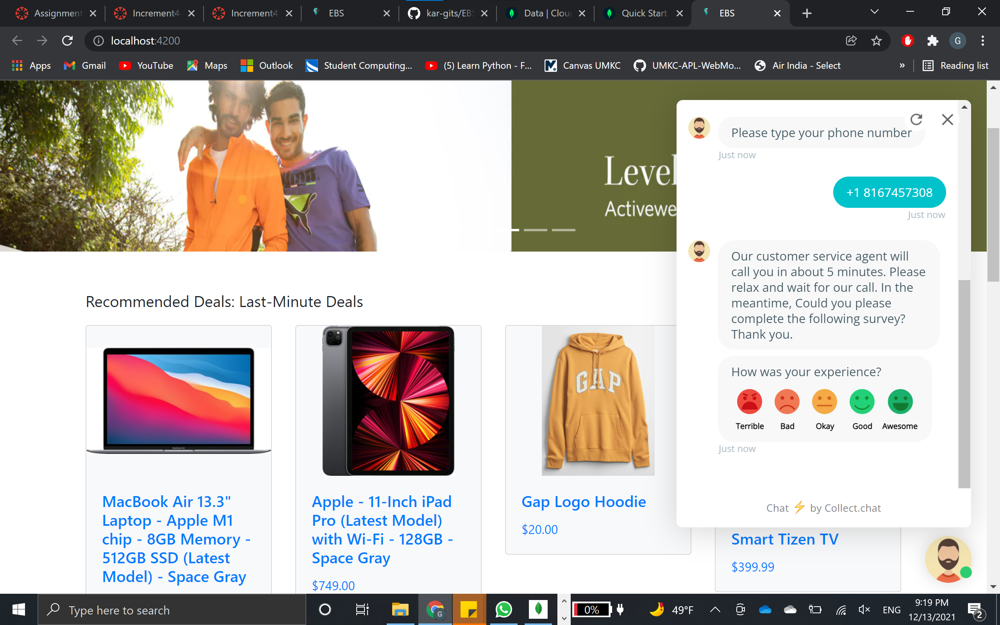 Assignment
Increment4
Increment4
EBS
kar-gits/EBS
Data | Clou
Quick Start
EBS
localhost:4200
G
Apps
Gmail
YouTube
Maps
Outlook
Student Computing...
(5) Learn Python - F...
Canvas UMKC
UMKC-APL-WebMo...
Air India - Select
»
Reading list
Level
Activewe
Please type your phone number
Just now
+1 8167457308
Just now
Our customer service agent will
call you in about 5 minutes. Please
relax and wait for our call. In the
meantime, Could you please
complete the following survey?
Thank you.
How was your experience?
Terrible
Bad
Okay
Good
Awesome
Just now
Chat ⚡ by Collect.chat
Recommended Deals: Last-Minute Deals
MacBook Air
GAP
MacBook Air 13.3"
Laptop - Apple M1
chip - 8GB Memory -
512GB SSD (Latest
Model) - Space Gray
Apple - 11-Inch iPad
Pro (Latest Model)
with Wi-Fi - 128GB -
Space Gray
$749.00
Gap Logo Hoodie
$20.00
Smart Tizen TV
$399.99
Type here to search
G
0%
49°F
ENG
9:19 PM
12/13/2021
2